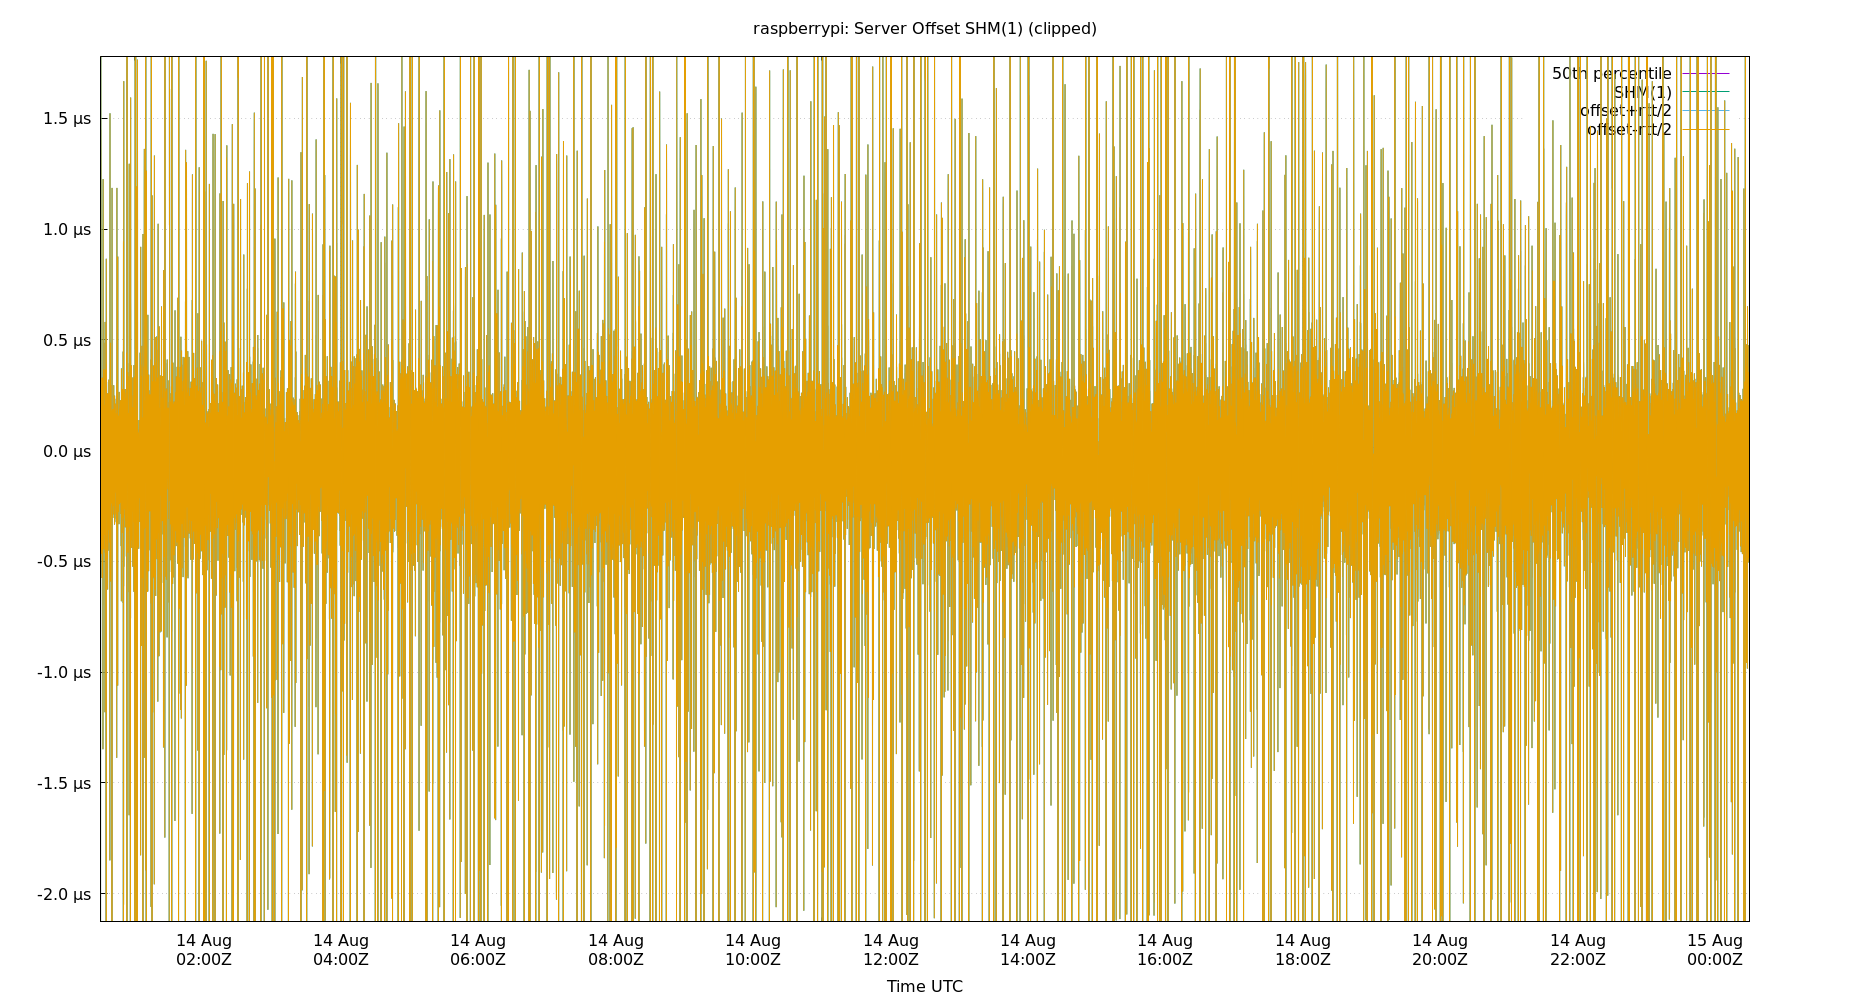 raspberrypi: Server Offset SHM(1) (clipped)
50th percentile
SHM(1)
offset+rtt/2
offset-rtt/2
1.5 µs
1.0 µs
0.5 µs
0.0 µs
-0.5 µs
-1.0 µs
-1.5 µs
-2.0 µs
14 Aug 14 Aug 14 Aug 14 Aug 14 Aug 14 Aug 14 Aug 14 Aug 14 Aug 14 Aug 14 Aug 15 Aug
02:00Z 04:00Z 06:00Z 08:00Z 10:00Z 12:00Z 14:00Z 16:00Z 18:00Z 20:00Z 22:00Z 00:00Z
Time UTC